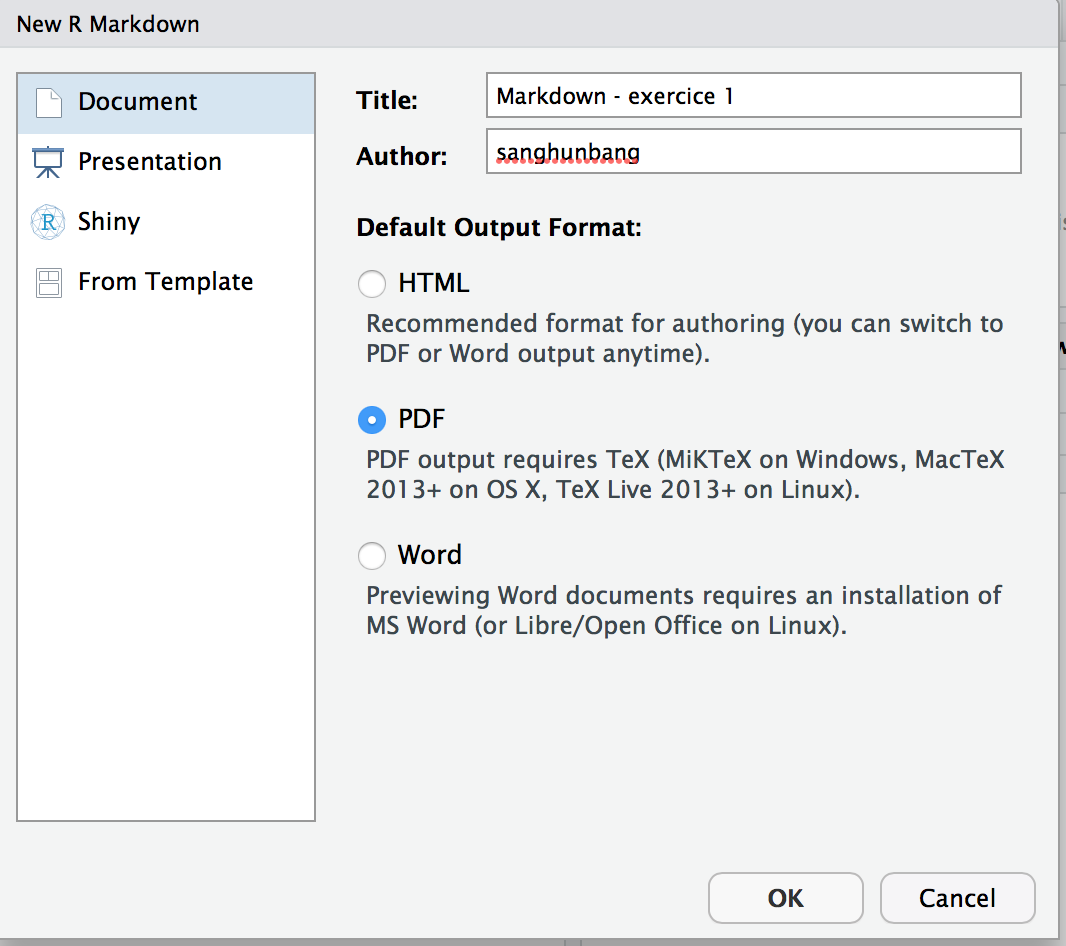 New R Markdown
Document
Presentation
R Shiny
From Template
Title: Markdown - exercice 1
Author: sanghunbang
Default Output Format:
HTML
Recommended format for authoring (you can switch to
PDF or Word output anytime).
PDF
PDF output requires TeX (MiKTeX on Windows, MacTeX
2013+ on OS X, TeX Live 2013+ on Linux).
Word
Previewing Word documents requires an installation of
MS Word (or Libre/Open Office on Linux).
OK
Cancel